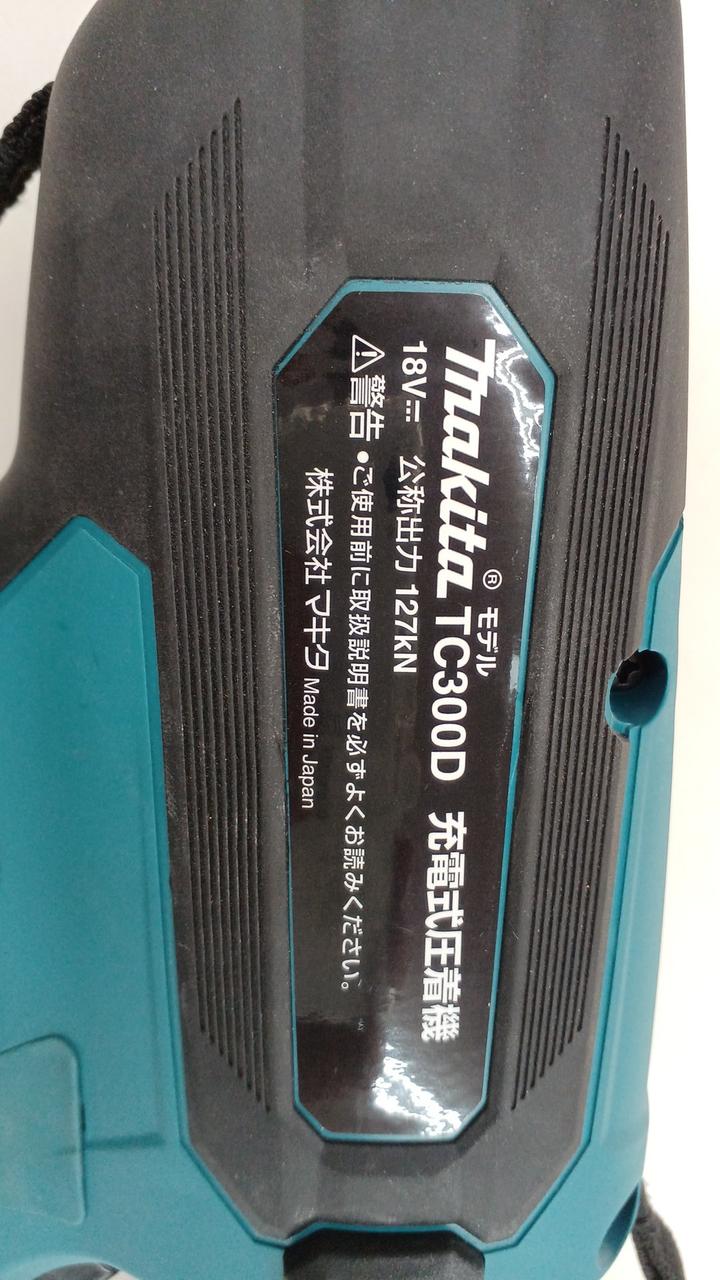 makita® モデル TC300D 充電式圧着機
18V⎓ 公称出力 127kN
⚠警告 •ご使用前に取扱説明書を必ずよくお読みください。
株式会社 マキタ Made in Japan